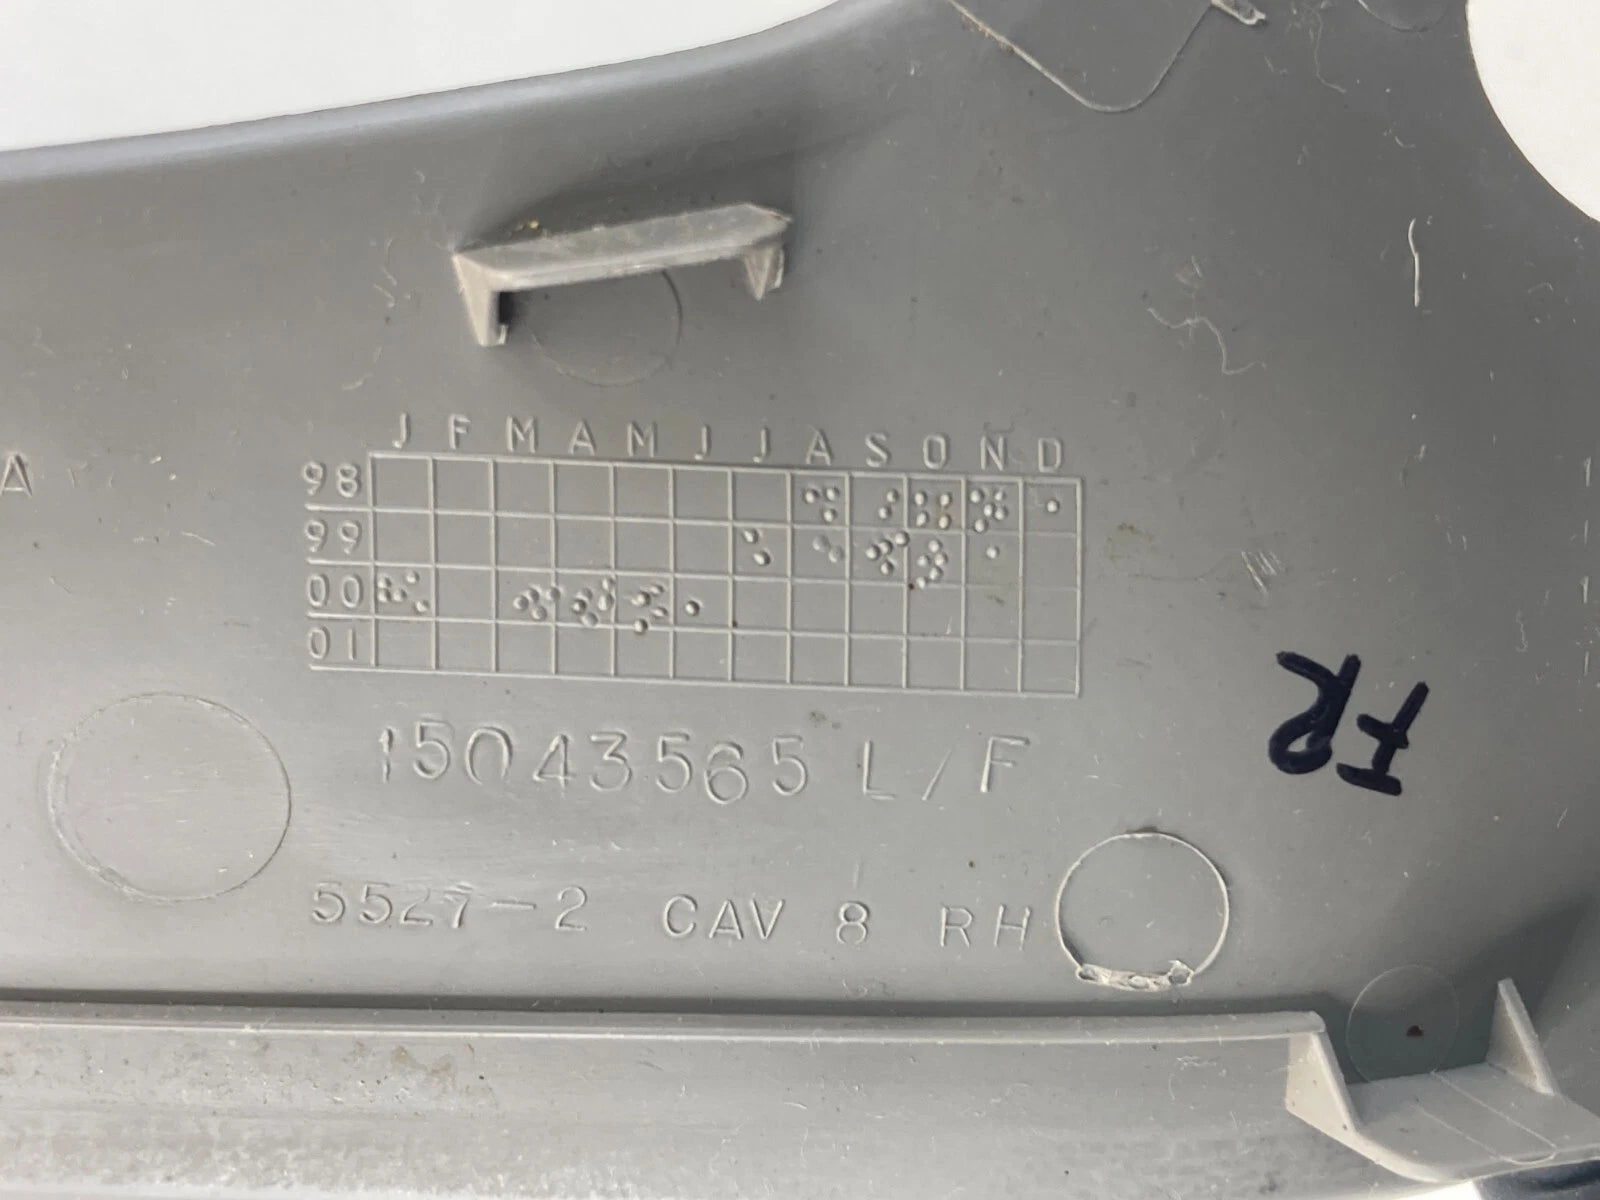 A
J F M A M J J A S O N D
98
99
00
01
15043565 L/F
5527-2 CAV 8 RH
FR